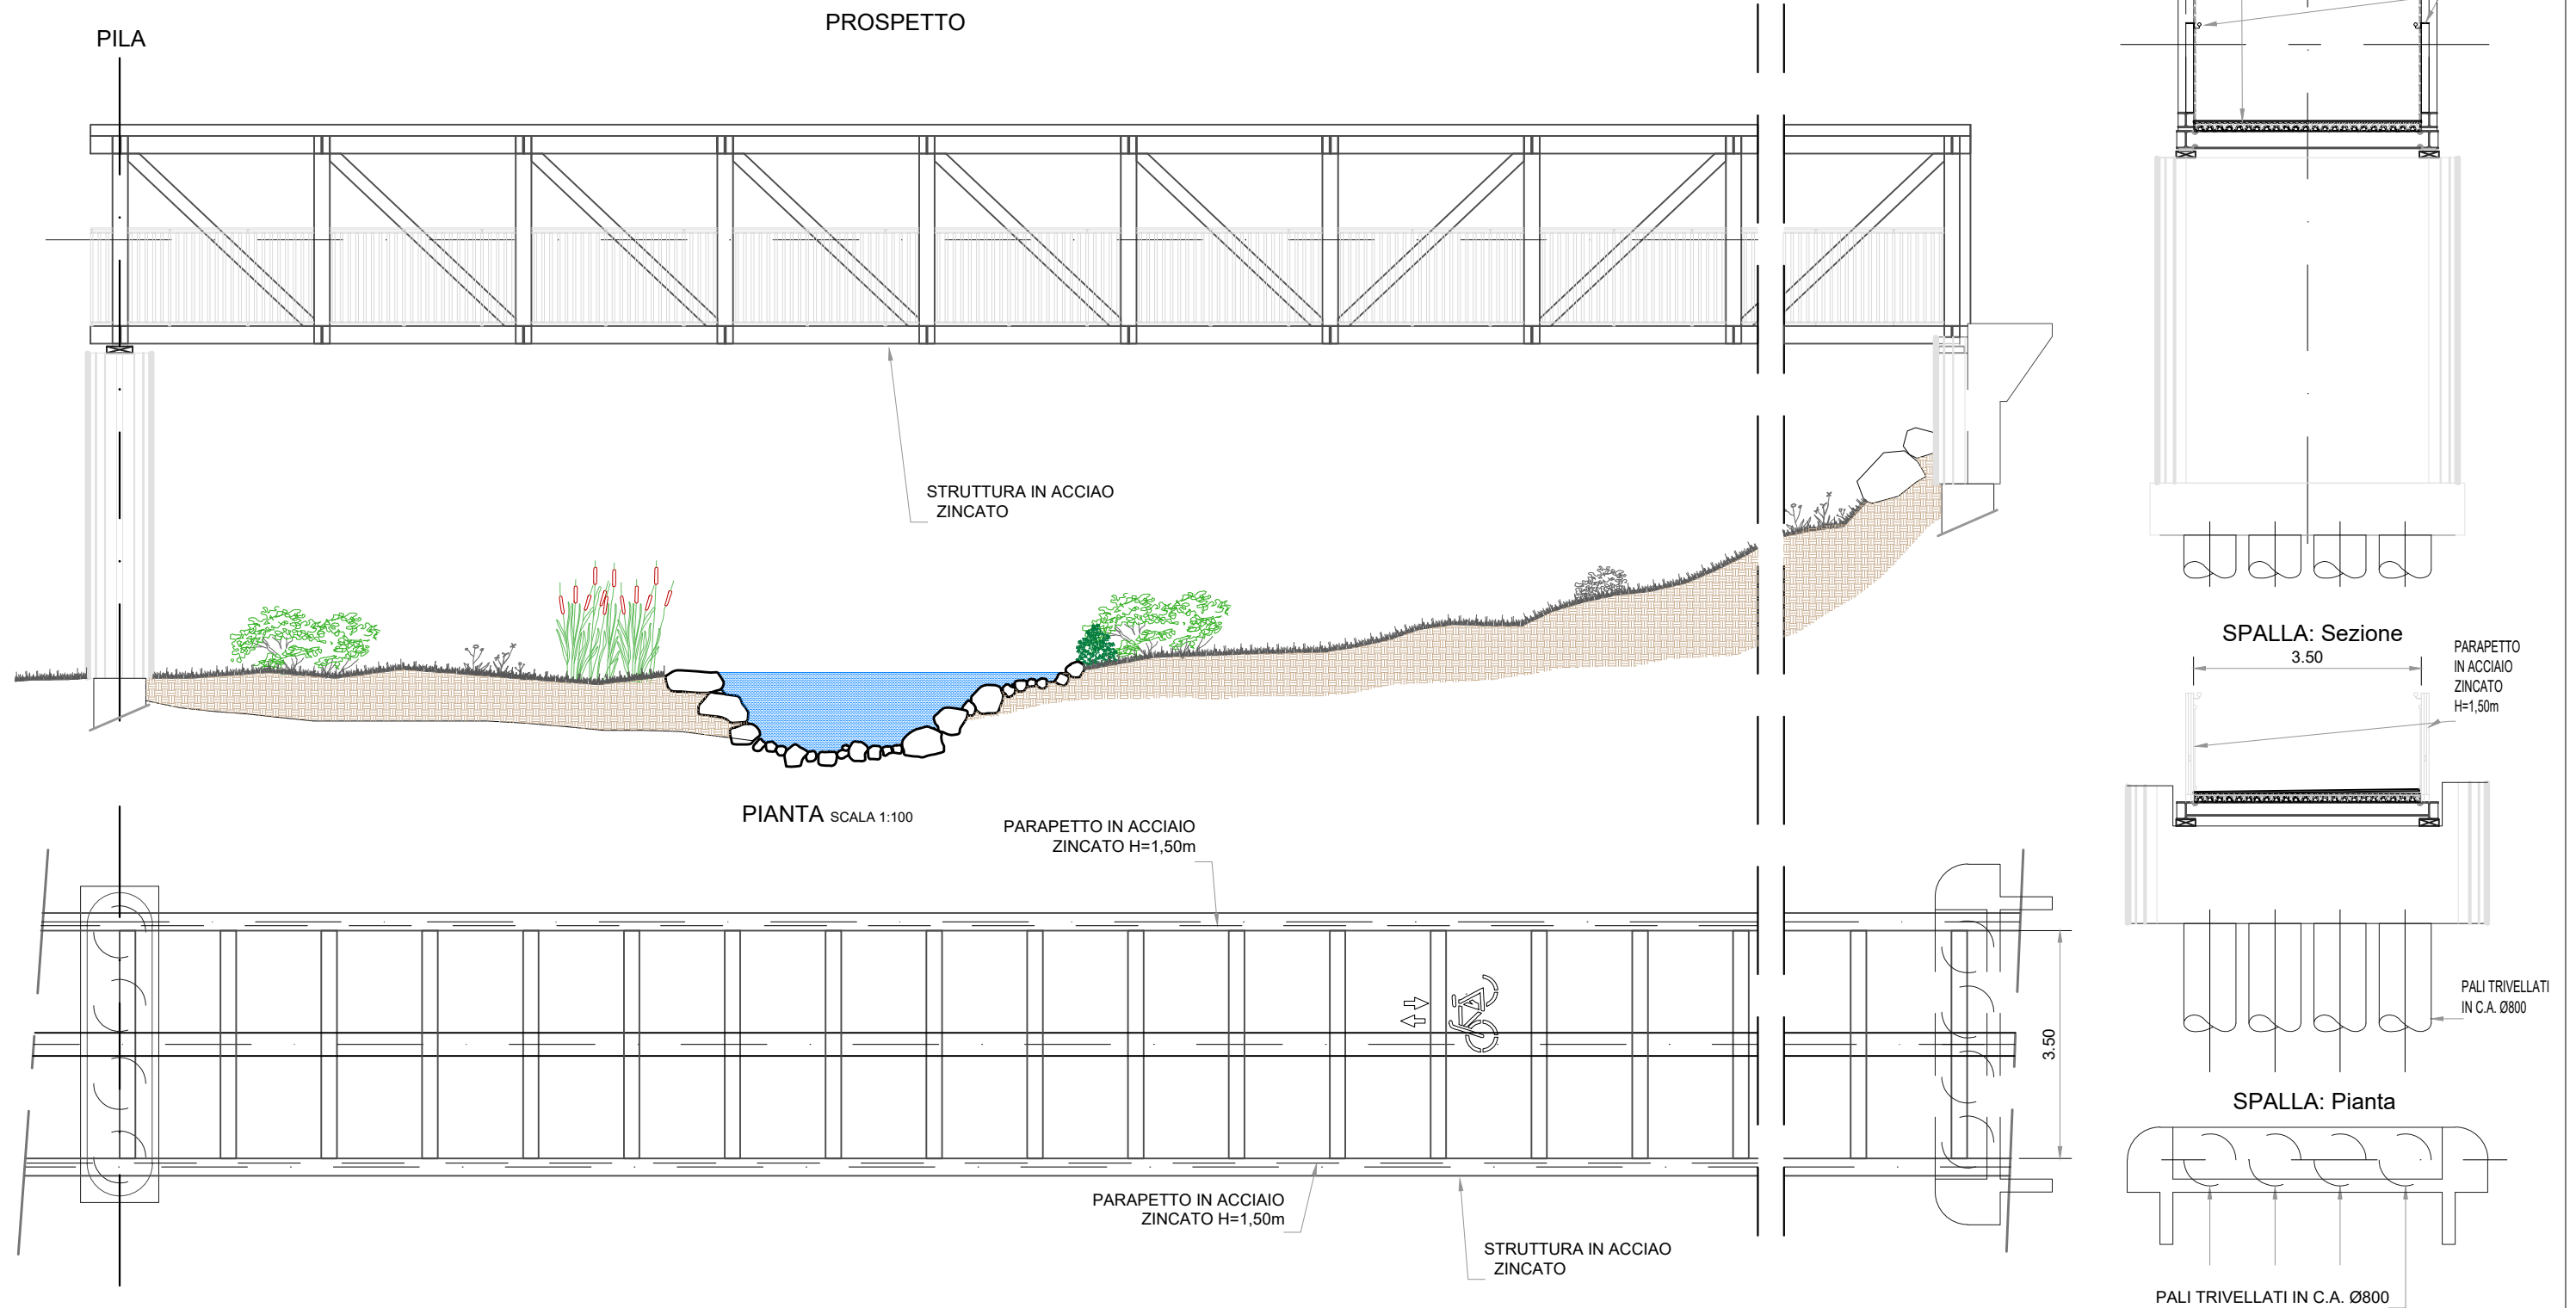 PROSPETTO
PILA
STRUTTURA IN ACCIAO
ZINCATO
PIANTA SCALA 1:100
PARAPETTO IN ACCIAIO
ZINCATO H=1,50m
3.50
PARAPETTO IN ACCIAIO
ZINCATO H=1,50m
STRUTTURA IN ACCIAO
ZINCATO
SPALLA: Sezione
3.50
PARAPETTO
IN ACCIAIO
ZINCATO
H=1,50m
PALI TRIVELLATI
IN C.A. Ø800
SPALLA: Pianta
PALI TRIVELLATI IN C.A. Ø800